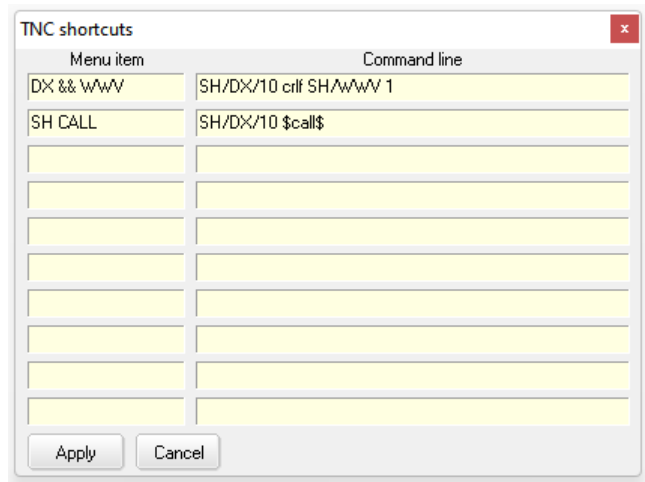 TNC shortcuts x
Menu item Command line
DX && WWV SH/DX/10 crlf SH/WWV 1
SH CALL SH/DX/10 $call$
Apply Cancel